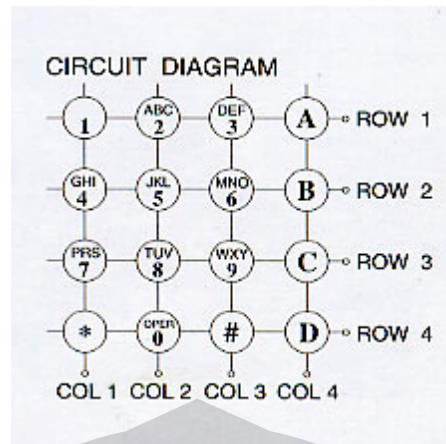 CIRCUIT DIAGRAM
1 ABC 2 DEF 3 A ROW 1
GHI 4 JKL 5 MNO 6 B ROW 2
PRS 7 TUV 8 WXY 9 C ROW 3
* OPER 0 # D ROW 4
COL 1 COL 2 COL 3 COL 4